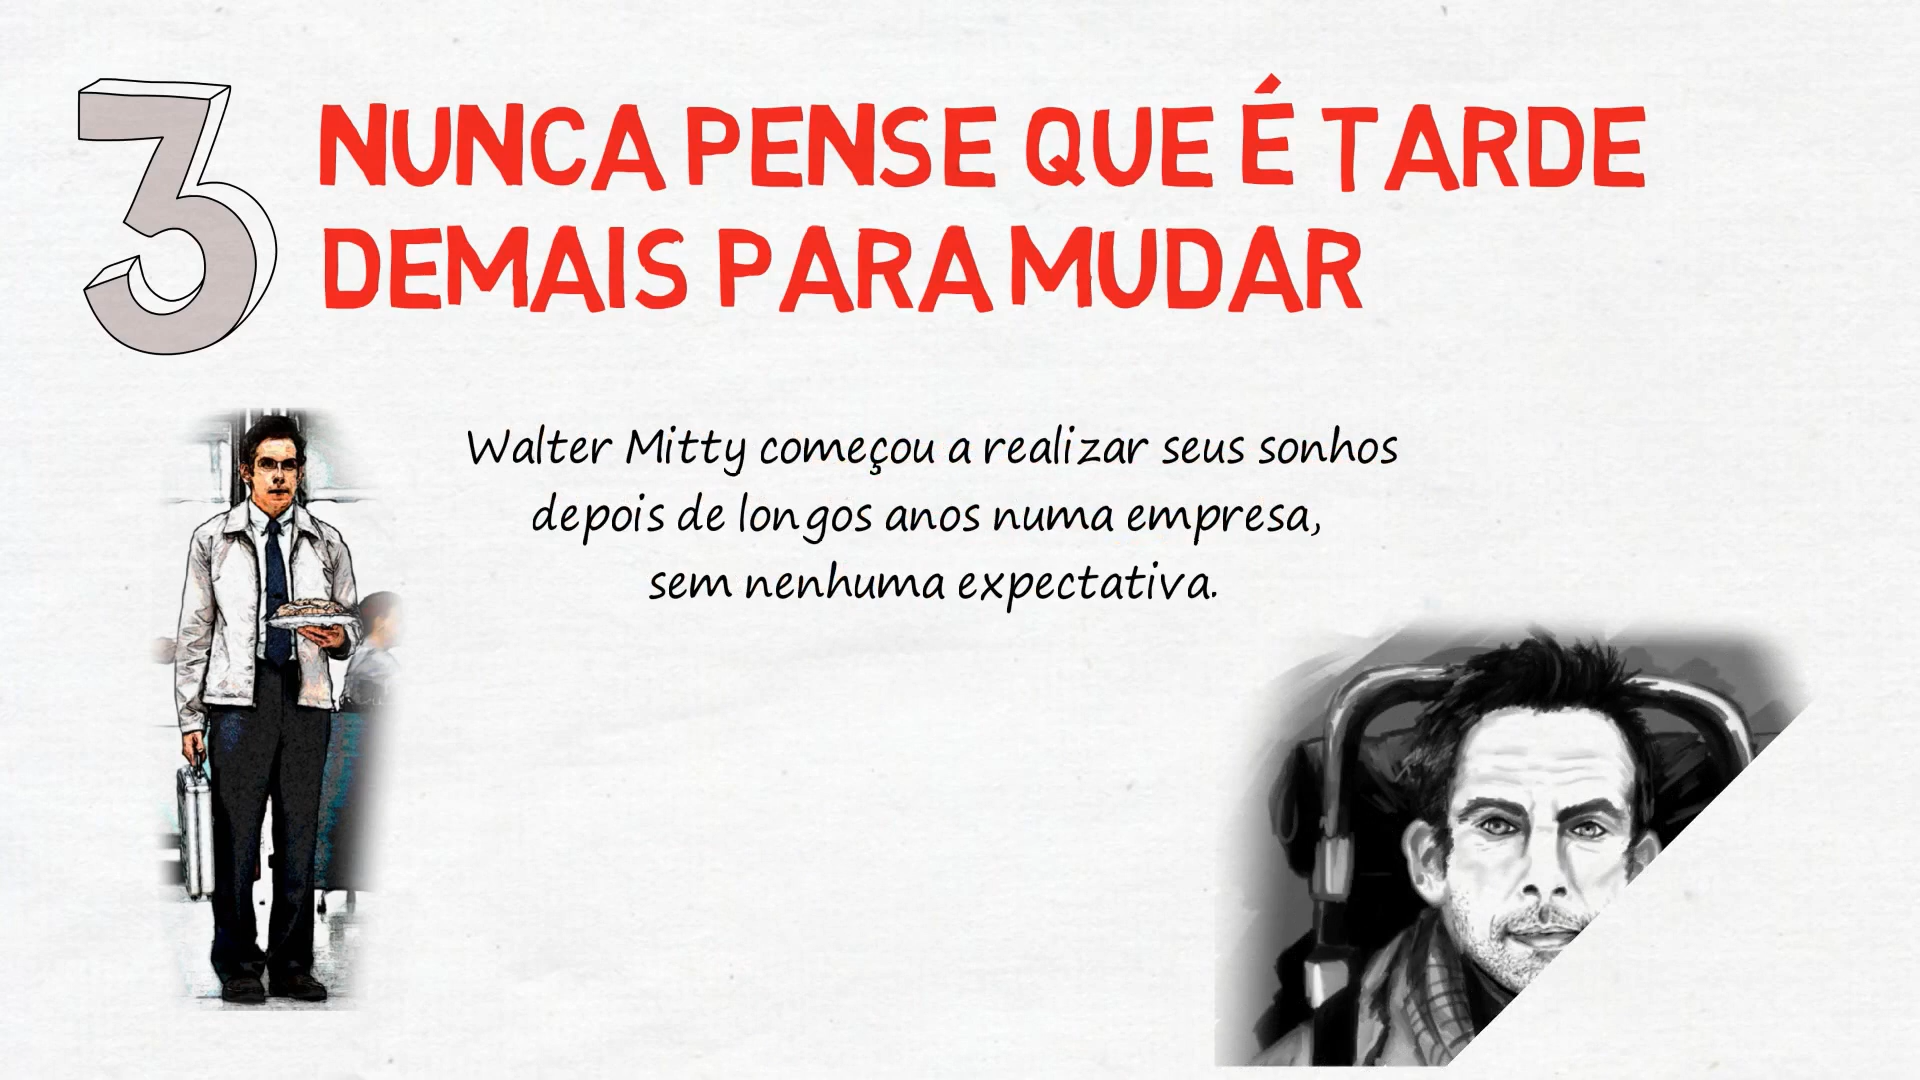 3
NUNCA PENSE QUE É TARDE
DEMAIS PARA MUDAR
Walter Mitty começou a realizar seus sonhos
depois de longos anos numa empresa,
sem nenhuma expectativa.